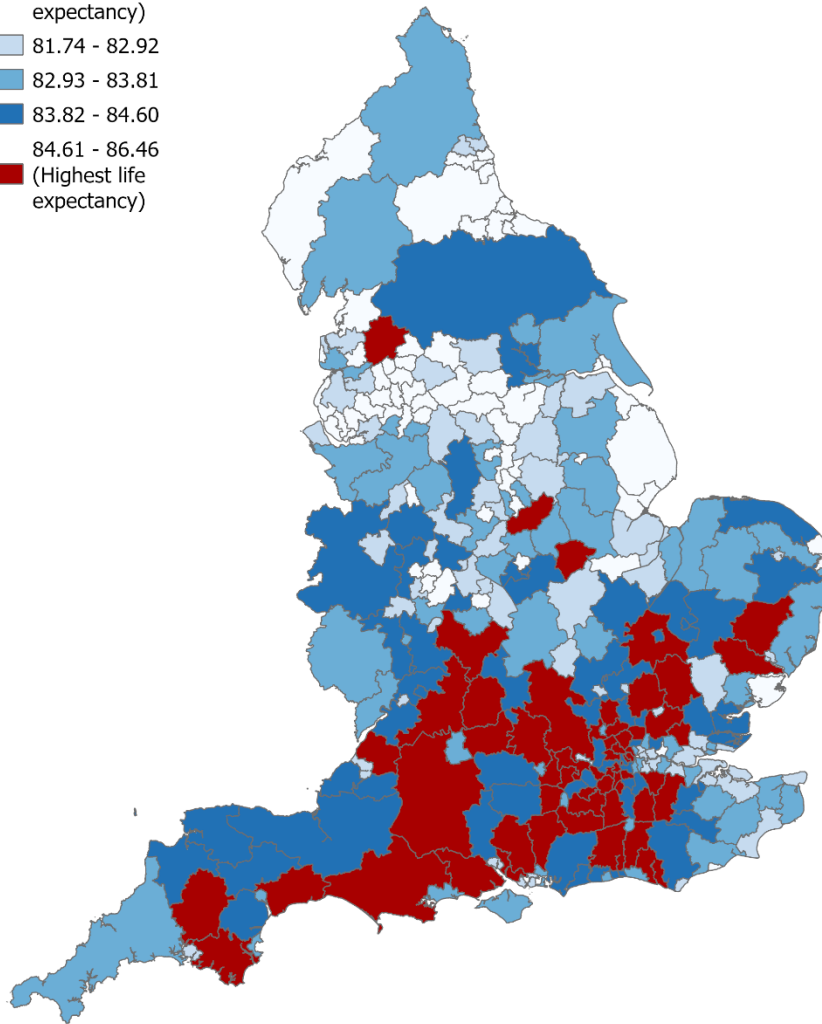 expectancy)
81.74 - 82.92
82.93 - 83.81
83.82 - 84.60
84.61 - 86.46
(Highest life
expectancy)